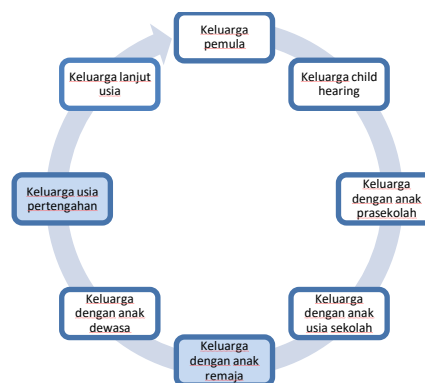 Keluarga
pemula
Keluarga child
hearing
Keluarga
dengan anak
prasekolah
Keluarga
dengan anak
usia sekolah
Keluarga
dengan anak
remaja
Keluarga
dengan anak
dewasa
Keluarga usia
pertengahan
Keluarga lanjut
usia